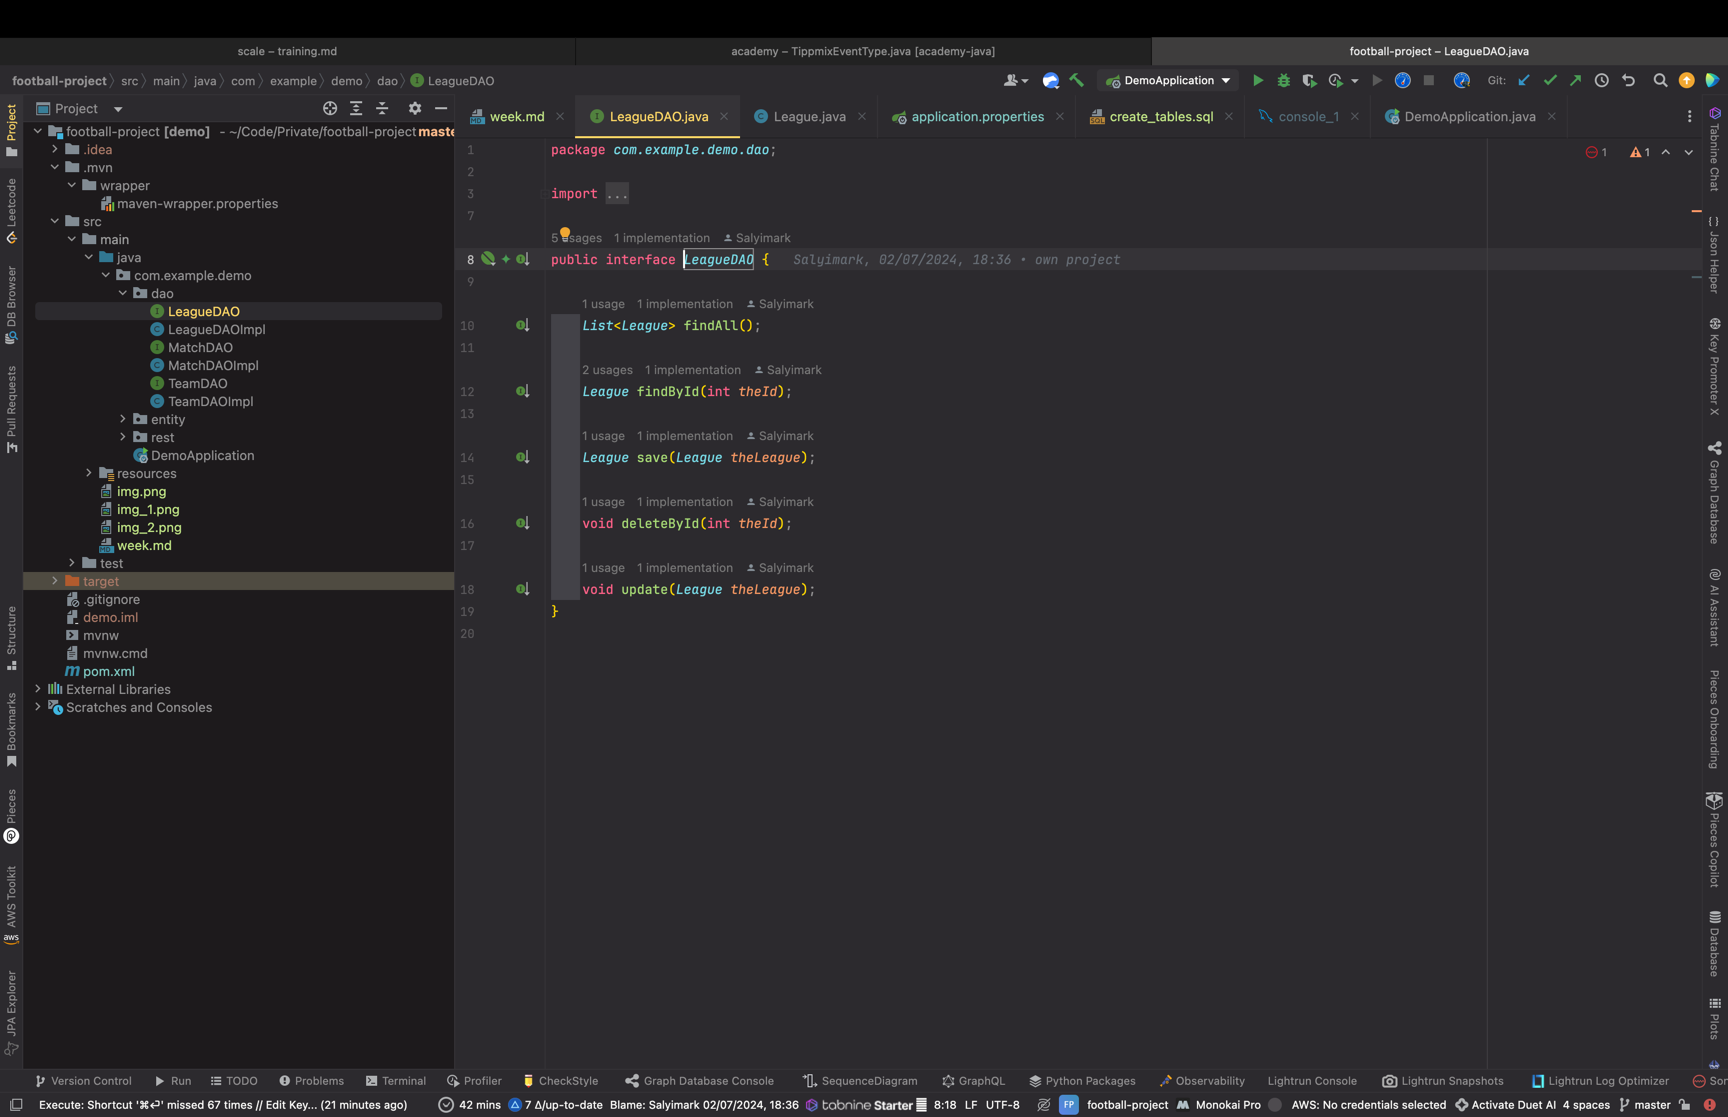 scale – training.md
academy – TippmixEventType.java [academy-java]
football-project – LeagueDAO.java
football-project
src
main
java
com
example
demo
dao
LeagueDAO
DemoApplication
Git:
Project
week.md
LeagueDAO.java
League.java
application.properties
create_tables.sql
console_1
DemoApplication.java
Project
Leetcode
DB Browser
Pull Requests
Structure
Bookmarks
Pieces
AWS Toolkit
aws
JPA Explorer
football-project [demo] - ~/Code/Private/football-project maste
.idea
.mvn
wrapper
maven-wrapper.properties
src
main
java
com.example.demo
dao
LeagueDAO
LeagueDAOImpl
MatchDAO
MatchDAOImpl
TeamDAO
TeamDAOImpl
entity
rest
DemoApplication
resources
img.png
img_1.png
img_2.png
week.md
test
target
.gitignore
demo.iml
mvnw
mvnw.cmd
pom.xml
External Libraries
Scratches and Consoles
1 package com.example.demo.dao;
2
3 import ...
7
5 usages 1 implementation Salyimark
8 public interface LeagueDAO { Salyimark, 02/07/2024, 18:36 • own project
9
1 usage 1 implementation Salyimark
10 List<League> findAll();
11
2 usages 1 implementation Salyimark
12 League findById(int theId);
13
1 usage 1 implementation Salyimark
14 League save(League theLeague);
15
1 usage 1 implementation Salyimark
16 void deleteById(int theId);
17
1 usage 1 implementation Salyimark
18 void update(League theLeague);
19 }
20
1 1
Tabnine Chat
Json Helper
Key Promoter X
Graph Database
AI Assistant
Pieces Onboarding
Pieces Copilot
Database
Plots
Version Control
Run
TODO
Problems
Terminal
Profiler
CheckStyle
Graph Database Console
SequenceDiagram
GraphQL
Python Packages
Observability
Lightrun Console
Lightrun Snapshots
Lightrun Log Optimizer
Sor
Execute: Shortcut '⌘⏎' missed 67 times // Edit Key... (21 minutes ago)
42 mins
7 Δ/up-to-date
Blame: Salyimark 02/07/2024, 18:36
tabnine Starter
8:18
LF
UTF-8
FP
football-project
Monokai Pro
AWS: No credentials selected
Activate Duet AI
4 spaces
master